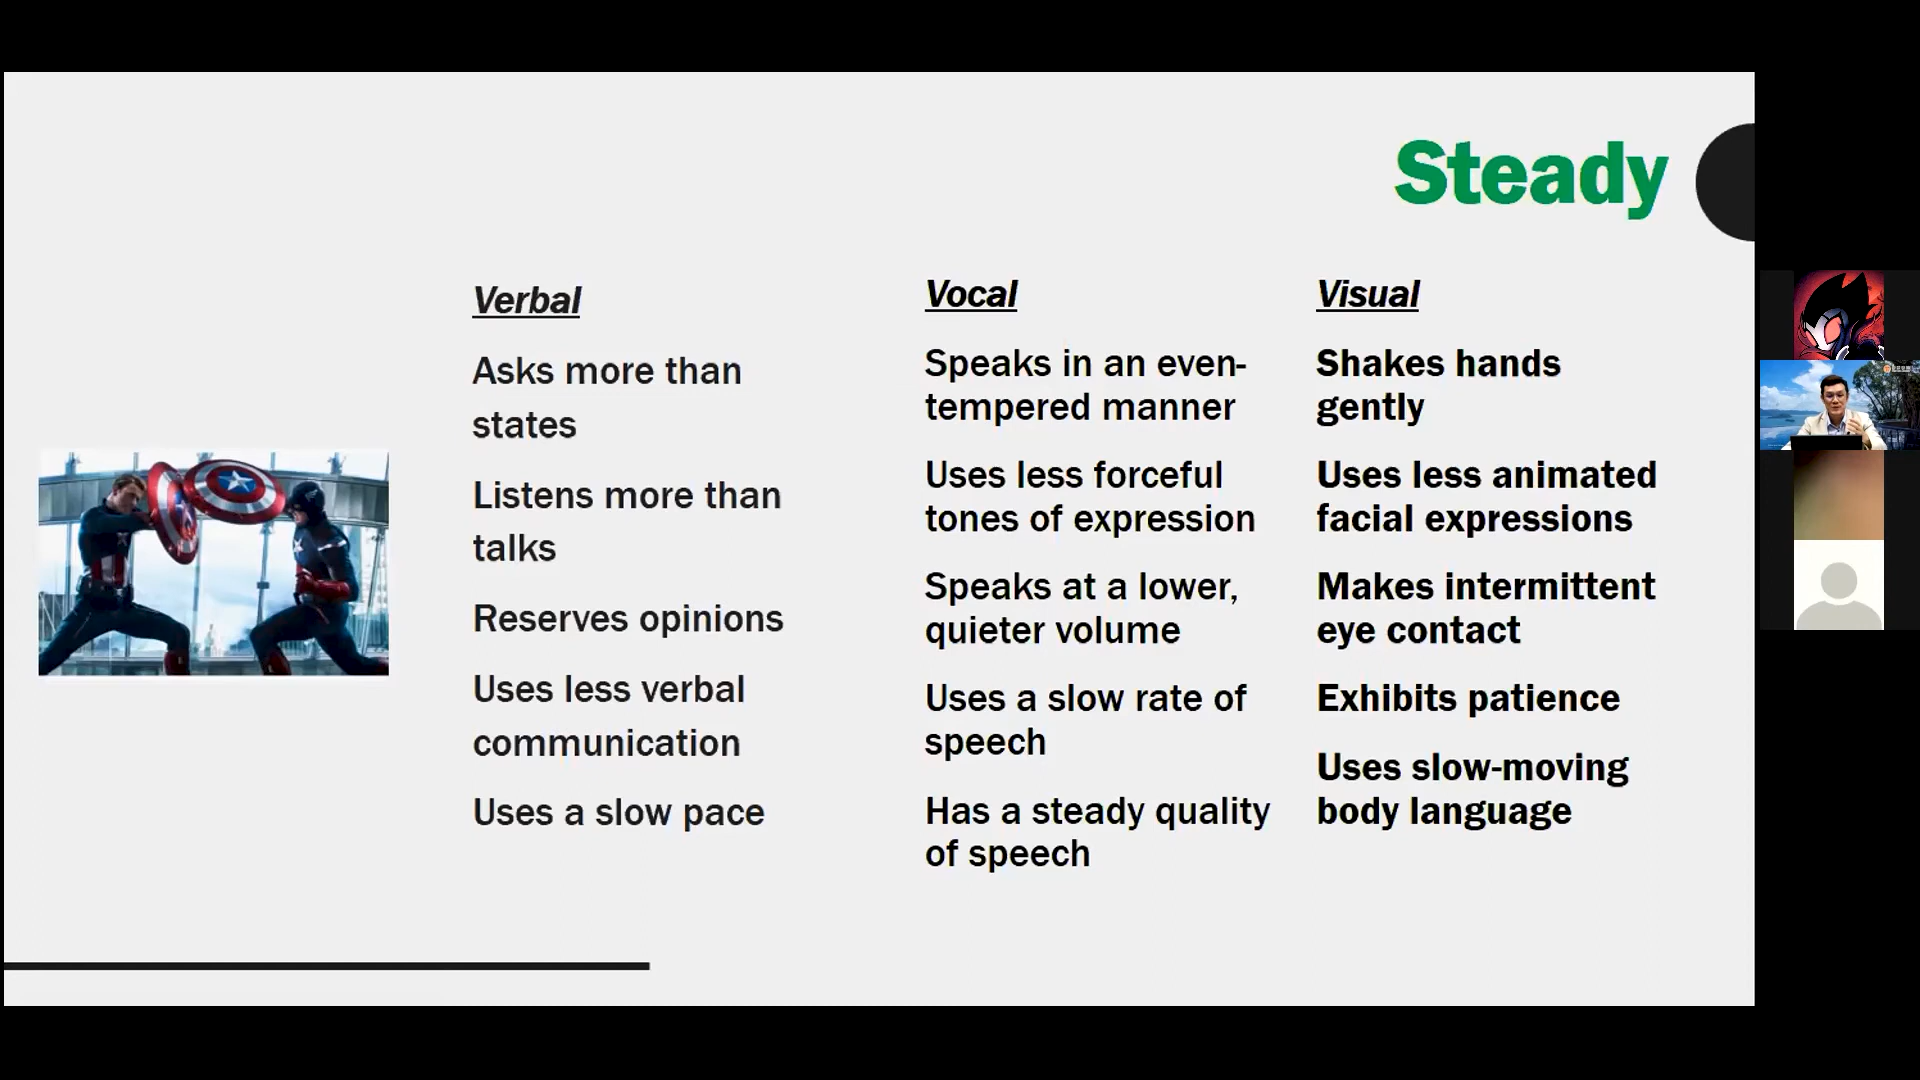 Steady
Verbal
Asks more than
states
Listens more than
talks
Reserves opinions
Uses less verbal
communication
Uses a slow pace
Vocal
Speaks in an even-
tempered manner
Uses less forceful
tones of expression
Speaks at a lower,
quieter volume
Uses a slow rate of
speech
Has a steady quality
of speech
Visual
Shakes hands
gently
Uses less animated
facial expressions
Makes intermittent
eye contact
Exhibits patience
Uses slow-moving
body language